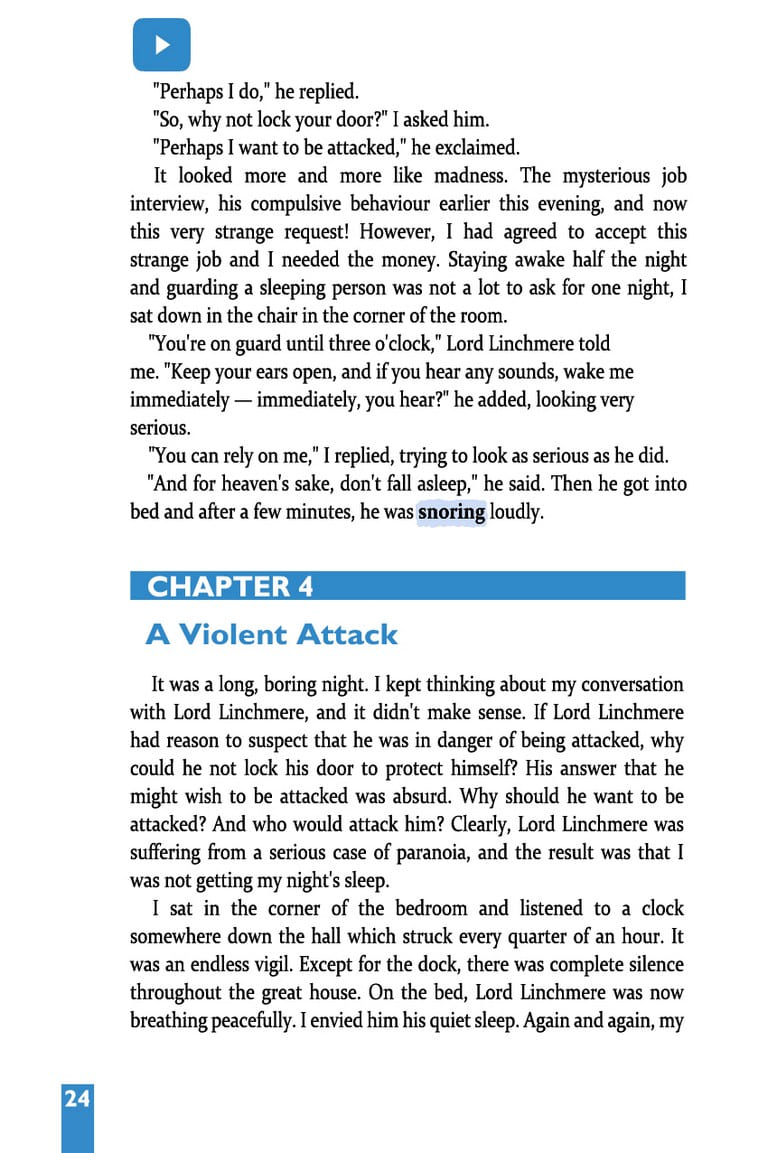 "Perhaps I do," he replied.
"So, why not lock your door?" I asked him.
"Perhaps I want to be attacked," he exclaimed.
It looked more and more like madness. The mysterious job
interview, his compulsive behaviour earlier this evening, and now
this very strange request! However, I had agreed to accept this
strange job and I needed the money. Staying awake half the night
and guarding a sleeping person was not a lot to ask for one night, I
sat down in the chair in the corner of the room.
"You're on guard until three o'clock," Lord Linchmere told
me. "Keep your ears open, and if you hear any sounds, wake me
immediately — immediately, you hear?" he added, looking very
serious.
"You can rely on me," I replied, trying to look as serious as he did.
"And for heaven's sake, don't fall asleep," he said. Then he got into
bed and after a few minutes, he was snoring loudly.
CHAPTER 4
A Violent Attack
It was a long, boring night. I kept thinking about my conversation
with Lord Linchmere, and it didn't make sense. If Lord Linchmere
had reason to suspect that he was in danger of being attacked, why
could he not lock his door to protect himself? His answer that he
might wish to be attacked was absurd. Why should he want to be
attacked? And who would attack him? Clearly, Lord Linchmere was
suffering from a serious case of paranoia, and the result was that I
was not getting my night's sleep.
I sat in the corner of the bedroom and listened to a clock
somewhere down the hall which struck every quarter of an hour. It
was an endless vigil. Except for the dock, there was complete silence
throughout the great house. On the bed, Lord Linchmere was now
breathing peacefully. I envied him his quiet sleep. Again and again, my
24